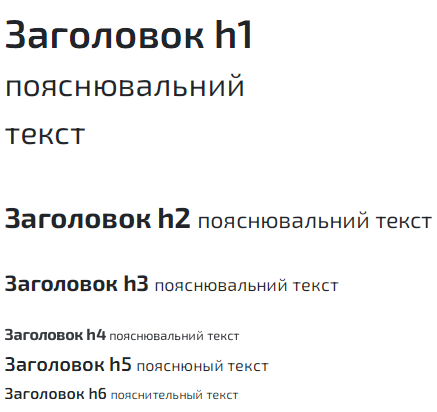 Заголовок h1
пояснювальний
текст
Заголовок h2 пояснювальний текст
Заголовок h3 пояснювальний текст
Заголовок h4 пояснювальний текст
Заголовок h5 пояснюный текст
Заголовок h6 пояснительный текст